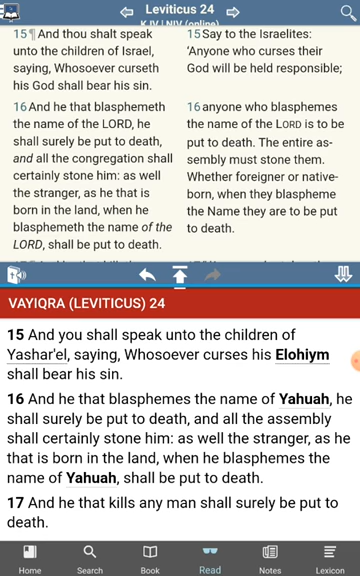 Leviticus 24
KJV | NIV (online)
15¶ And thou shalt speak
unto the children of Israel,
saying, Whosoever curseth
his God shall bear his sin.
16 And he that blasphemeth
the name of the LORD, he
shall surely be put to death,
and all the congregation shall
certainly stone him: as well
the stranger, as he that is
born in the land, when he
blasphemeth the name of the
LORD, shall be put to death.
15 Say to the Israelites:
‘Anyone who curses their
God will be held responsible;
16 anyone who blasphemes
the name of the LORD is to be
put to death. The entire as-
sembly must stone them.
Whether foreigner or native-
born, when they blaspheme
the Name they are to be put
to death.
VAYIQRA (LEVITICUS) 24
15 And you shall speak unto the children of
Yashar'el, saying, Whosoever curses his Elohiym
shall bear his sin.
16 And he that blasphemes the name of Yahuah, he
shall surely be put to death, and all the assembly
shall certainly stone him: as well the stranger, as he
that is born in the land, when he blasphemes the
name of Yahuah, shall be put to death.
17 And he that kills any man shall surely be put to
death.
Home
Search
Book
Read
Notes
Lexicon